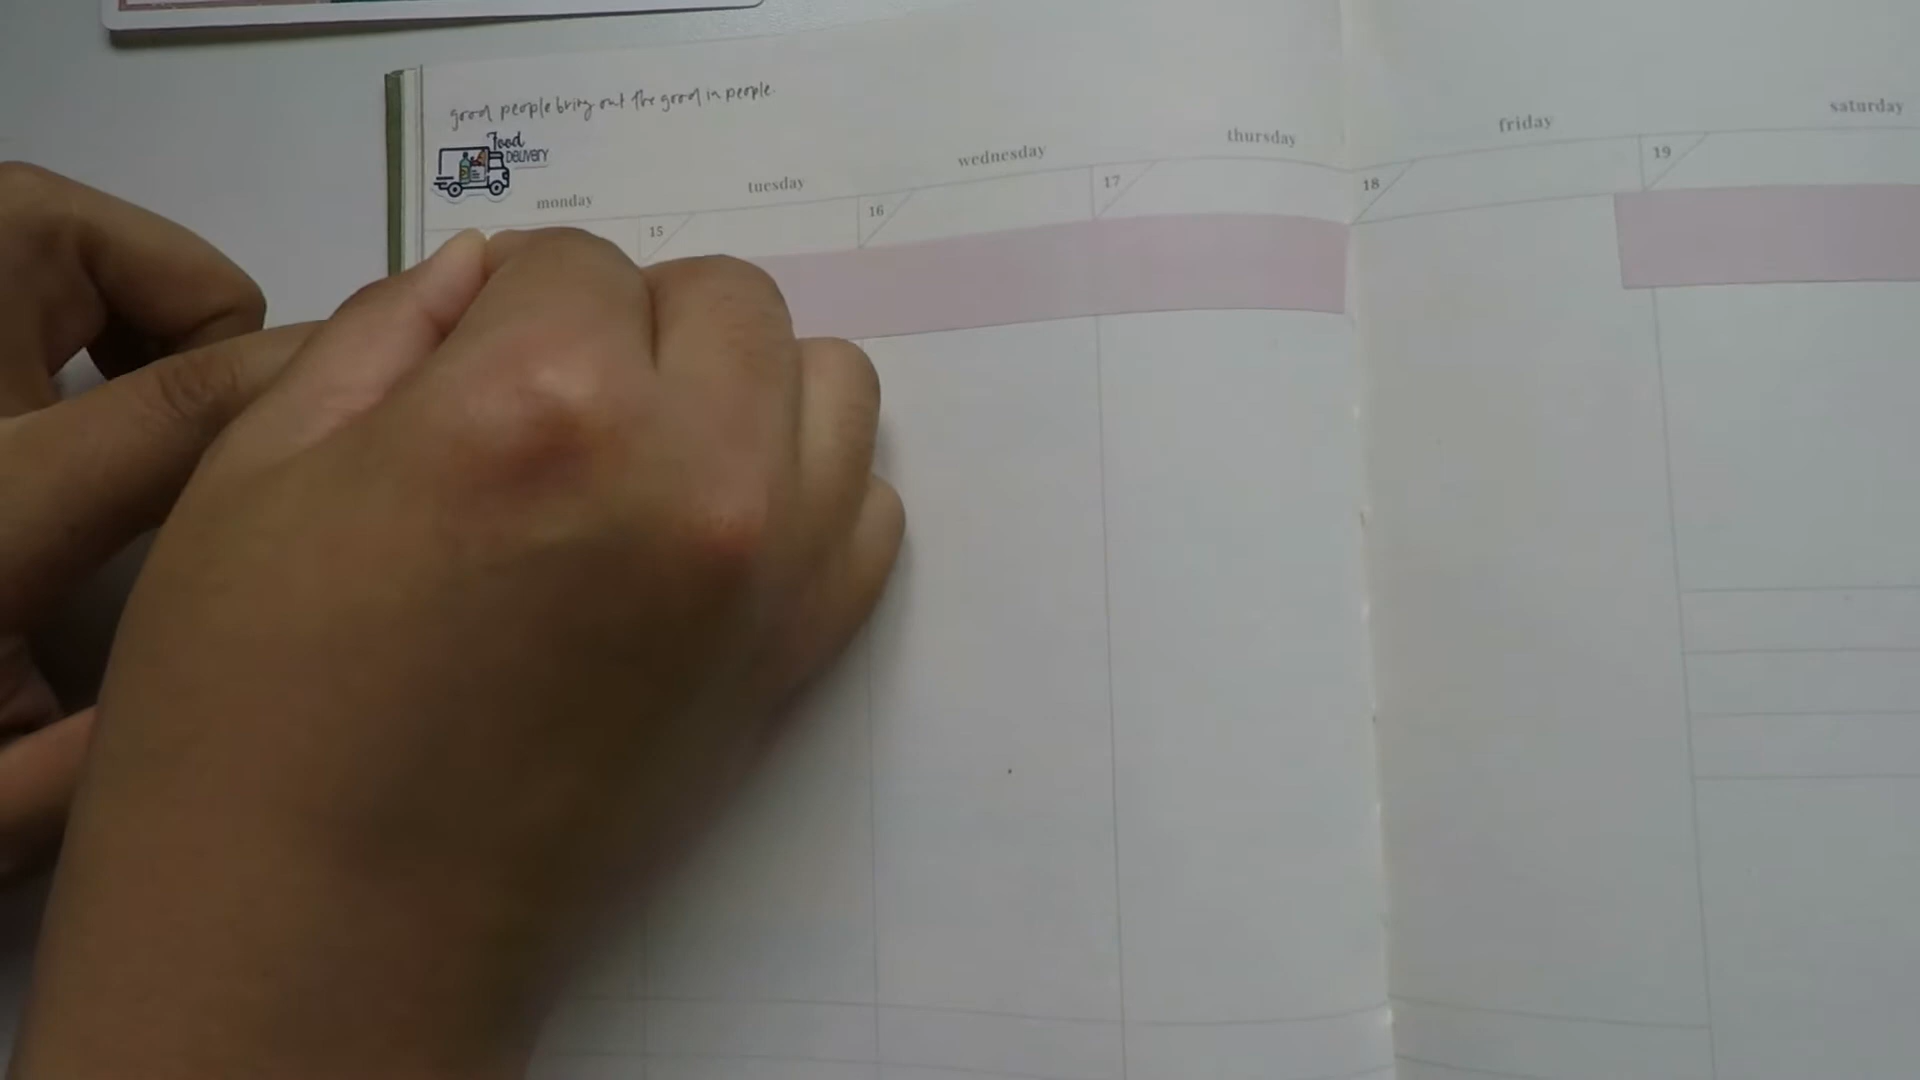 good people bring out the good in people.
Food
DELIVERY
monday tuesday wednesday thursday friday saturday
15 16 17 18 19